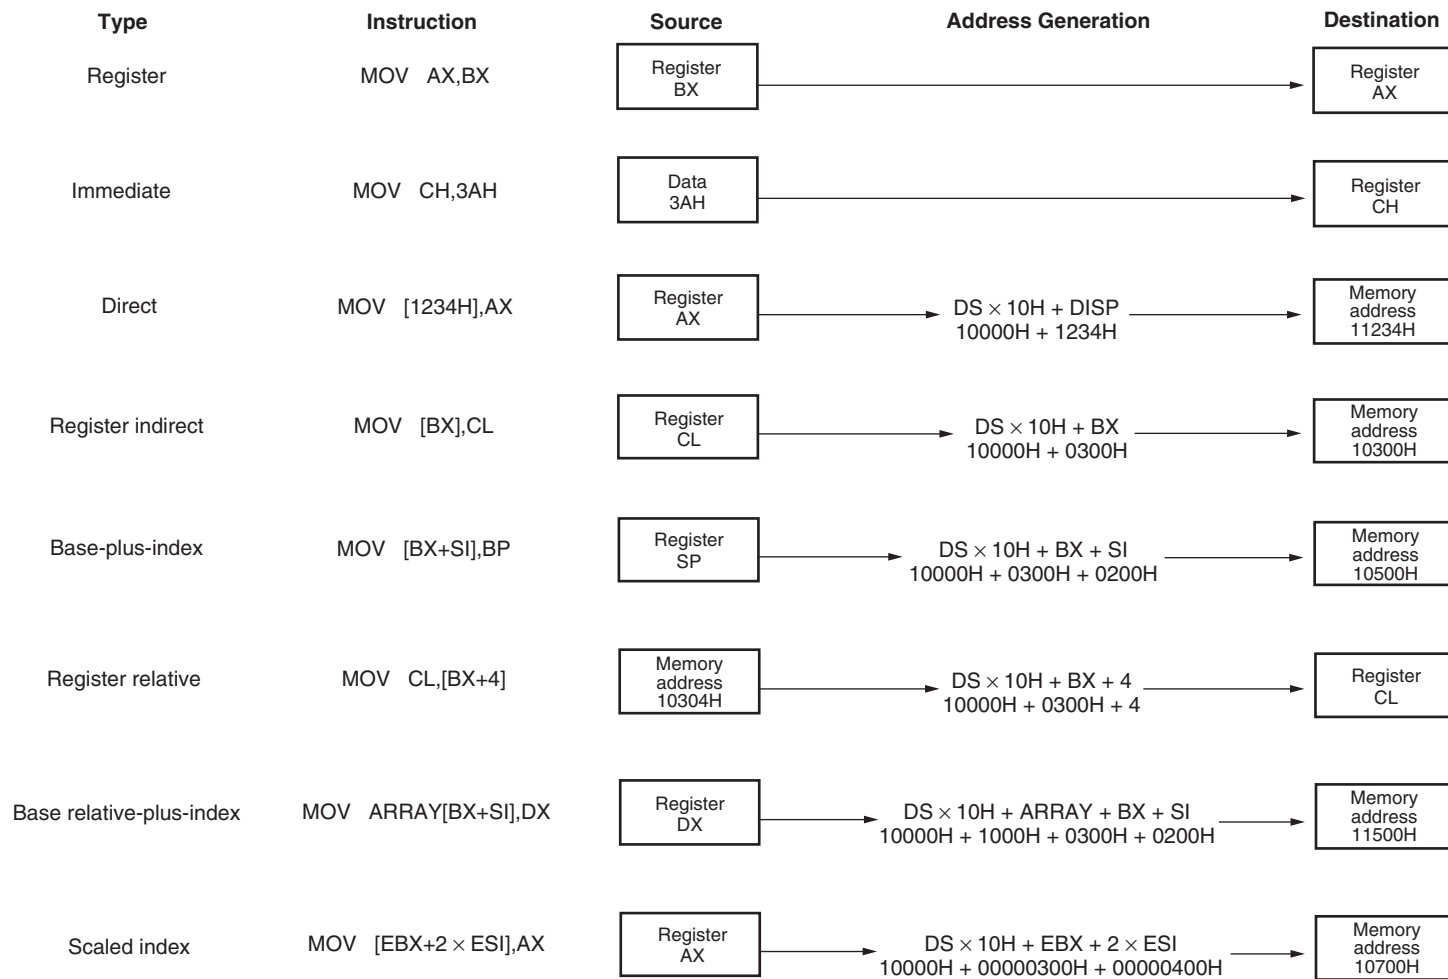 Type Instruction Source Address Generation Destination
Register MOV AX,BX Register BX Register AX
Immediate MOV CH,3AH Data 3AH Register CH
Direct MOV [1234H],AX Register AX DS × 10H + DISP Memory address 11234H
10000H + 1234H
Register indirect MOV [BX],CL Register CL DS × 10H + BX Memory address 10300H
10000H + 0300H
Base-plus-index MOV [BX+SI],BP Register SP DS × 10H + BX + SI Memory address 10500H
10000H + 0300H + 0200H
Register relative MOV CL,[BX+4] Memory address 10304H DS × 10H + BX + 4 Register CL
10000H + 0300H + 4
Base relative-plus-index MOV ARRAY[BX+SI],DX Register DX DS × 10H + ARRAY + BX + SI Memory address 11500H
10000H + 1000H + 0300H + 0200H
Scaled index MOV [EBX+2 × ESI],AX Register AX DS × 10H + EBX + 2 × ESI Memory address 10700H
10000H + 00000300H + 00000400H